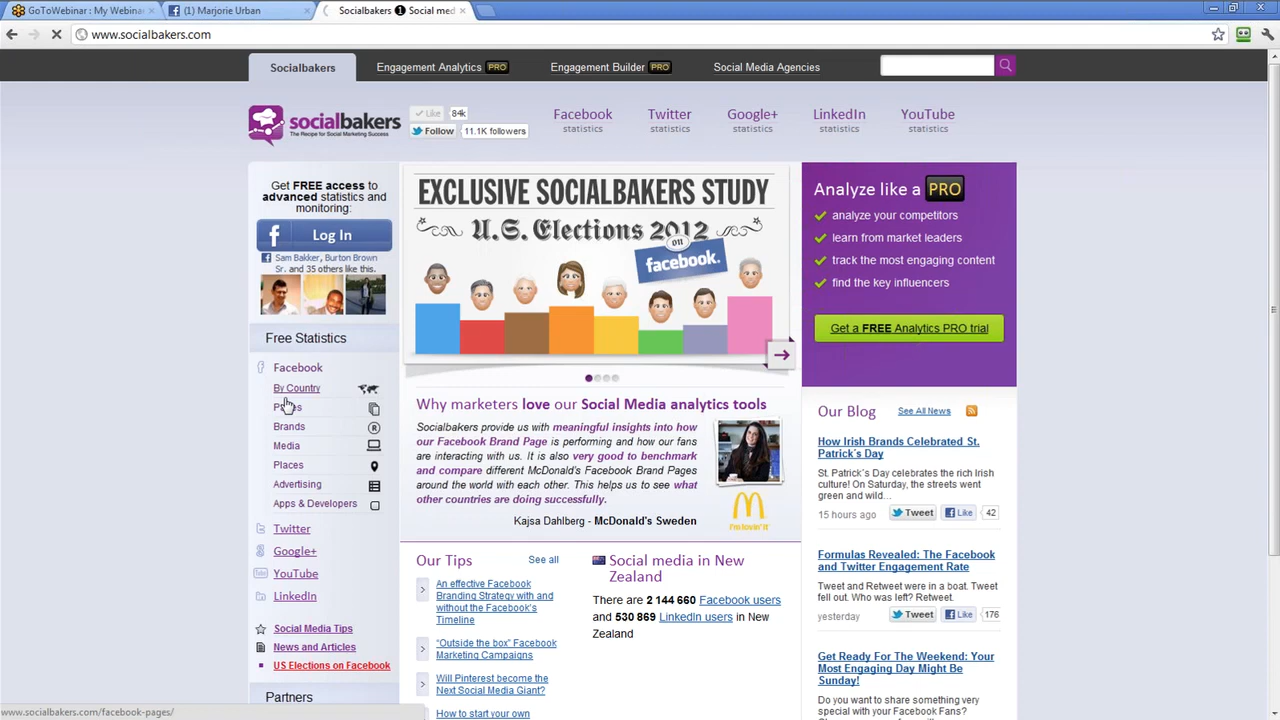 GoToWebinar : My Webina
(1) Marjorie Urban
Socialbakers ❶ Social med
www.socialbakers.com
Socialbakers
Engagement Analytics PRO
Engagement Builder PRO
Social Media Agencies
socialbakers
The Recipe for Social Marketing Success
Like 84k
Follow 11.1K followers
Facebook
statistics
Twitter
statistics
Google+
statistics
LinkedIn
statistics
YouTube
statistics
Get FREE access to
advanced statistics and
monitoring:
f Log In
Sam Bakker, Burton Brown
Sr. and 35 others like this.
Free Statistics
Facebook
By Country
Pages
Brands
Media
Places
Advertising
Apps & Developers
Twitter
Google+
YouTube
LinkedIn
Social Media Tips
News and Articles
US Elections on Facebook
Partners
EXCLUSIVE SOCIALBAKERS STUDY
U.S. Elections 2012
on
facebook.
Why marketers love our Social Media analytics tools
Socialbakers provide us with meaningful insights into how
our Facebook Brand Page is performing and how our fans
are interacting with us. It is also very good to benchmark
and compare different McDonald's Facebook Brand Pages
around the world with each other. This helps us to see what
other countries are doing successfully.
Kajsa Dahlberg - McDonald's Sweden
i'm lovin' it
Our Tips
See all
An effective Facebook
Branding Strategy with and
without the Facebook's
Timeline
“Outside the box” Facebook
Marketing Campaigns
Will Pinterest become the
Next Social Media Giant?
How to start your own
Social media in New
Zealand
There are 2 144 660 Facebook users
and 530 869 LinkedIn users in New
Zealand
Analyze like a PRO
analyze your competitors
learn from market leaders
track the most engaging content
find the key influencers
Get a FREE Analytics PRO trial
Our Blog
See All News
How Irish Brands Celebrated St.
Patrick´s Day
St. Patrick´s Day celebrates the rich Irish
culture! On Saturday, the streets went
green and wild...
15 hours ago
Tweet
Like 42
Formulas Revealed: The Facebook
and Twitter Engagement Rate
Tweet and Retweet were in a boat. Tweet
fell out. Who was left? Retweet.
yesterday
Tweet
Like 176
Get Ready For The Weekend: Your
Most Engaging Day Might Be
Sunday!
Do you want to share something very
special with your Facebook Fans?
www.socialbakers.com/facebook-pages/